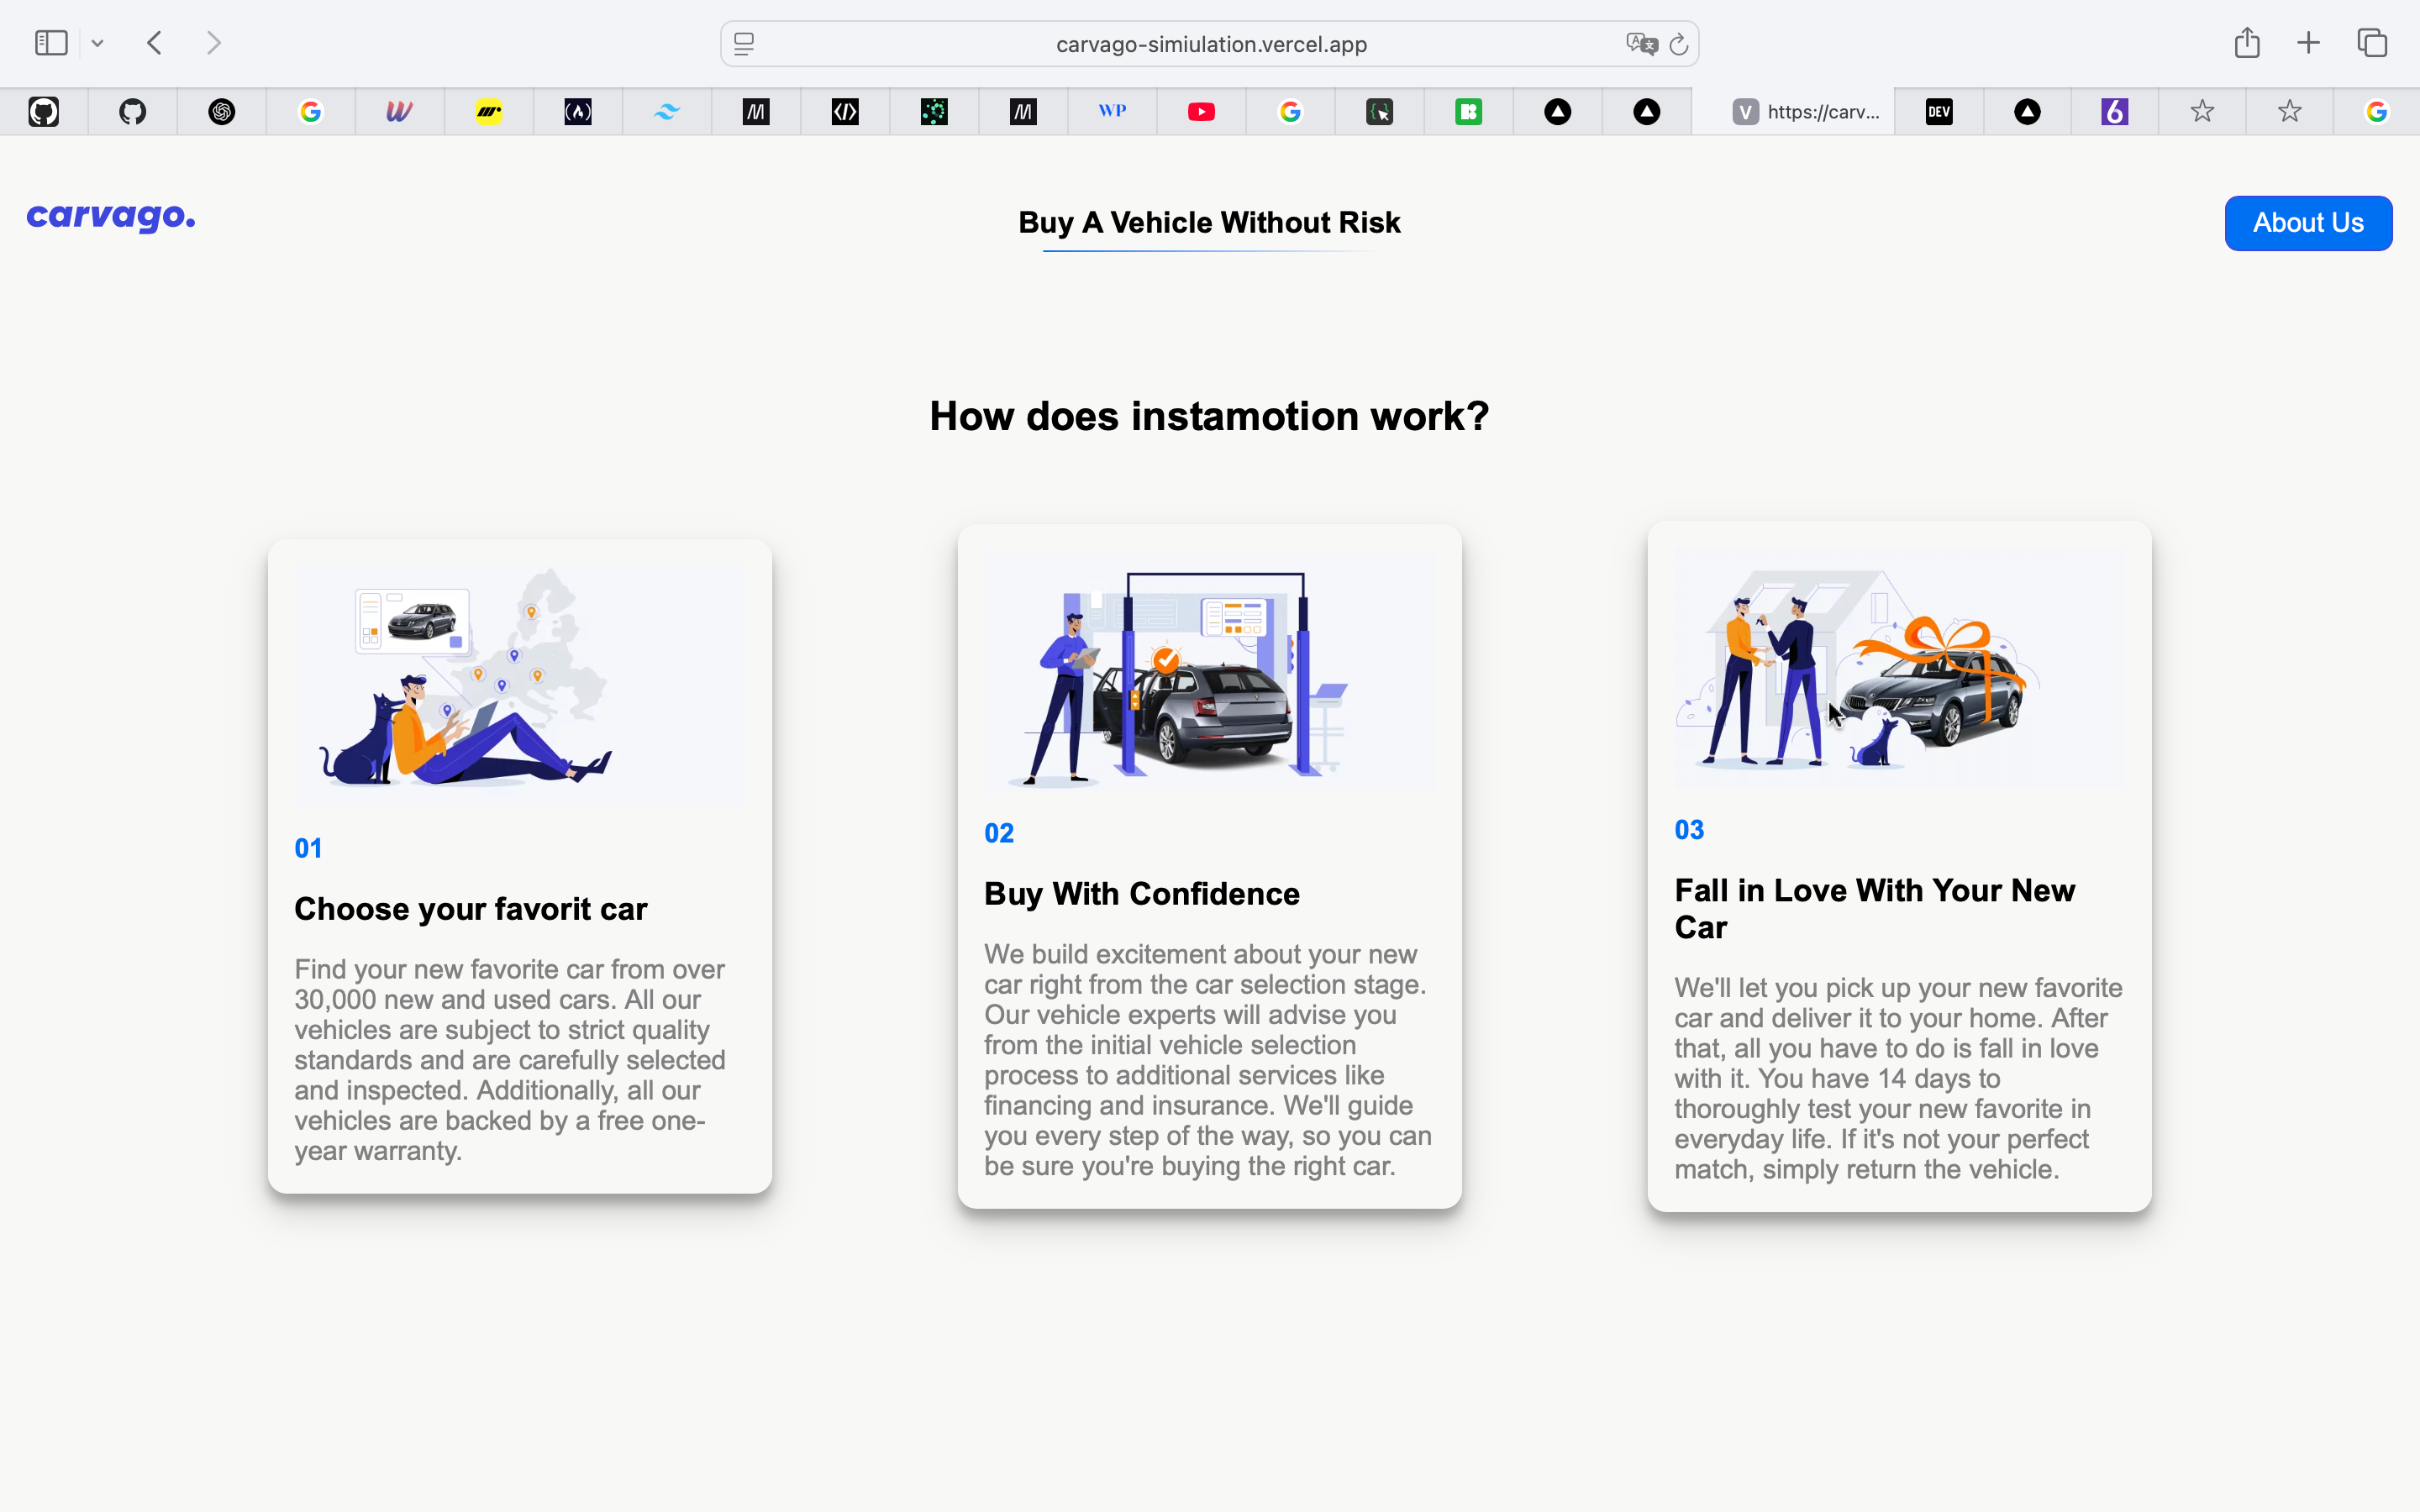 carvago-simiulation.vercel.app
WP
V https://carv...
DEV
6
carvago.
Buy A Vehicle Without Risk
About Us
How does instamotion work?
01
Choose your favorit car
Find your new favorite car from over
30,000 new and used cars. All our
vehicles are subject to strict quality
standards and are carefully selected
and inspected. Additionally, all our
vehicles are backed by a free one-
year warranty.
02
Buy With Confidence
We build excitement about your new
car right from the car selection stage.
Our vehicle experts will advise you
from the initial vehicle selection
process to additional services like
financing and insurance. We'll guide
you every step of the way, so you can
be sure you're buying the right car.
03
Fall in Love With Your New
Car
We'll let you pick up your new favorite
car and deliver it to your home. After
that, all you have to do is fall in love
with it. You have 14 days to
thoroughly test your new favorite in
everyday life. If it's not your perfect
match, simply return the vehicle.